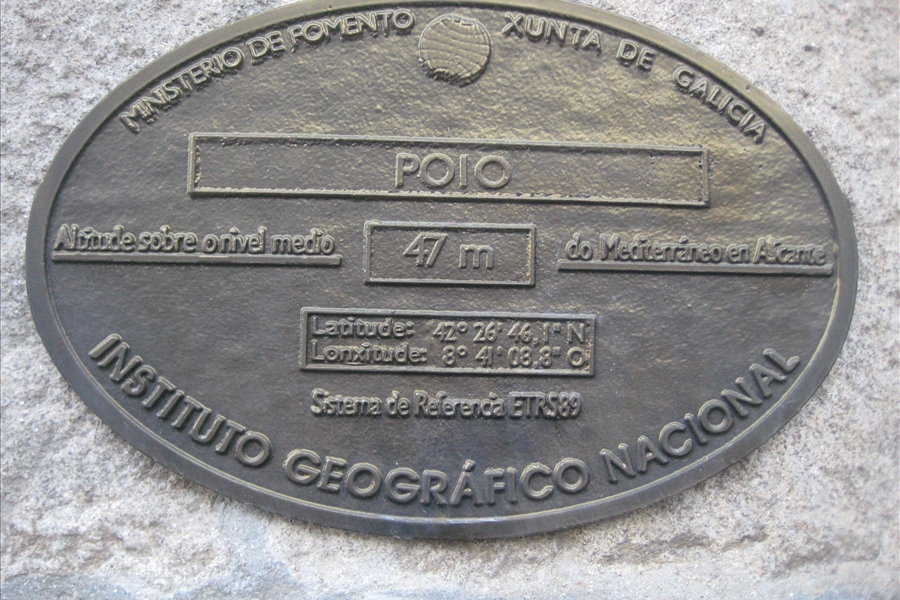 MINISTERIO DE FOMENTO
XUNTA DE GALICIA
POIO
Altitude sobre o nivel medio
47 m
do Mediterráneo en Alicante
Latitude: 42° 26' 46,1" N
Lonxitude: 8° 41' 03,8" O
Sistema de Referencia ETRS89
INSTITUTO GEOGRÁFICO NACIONAL